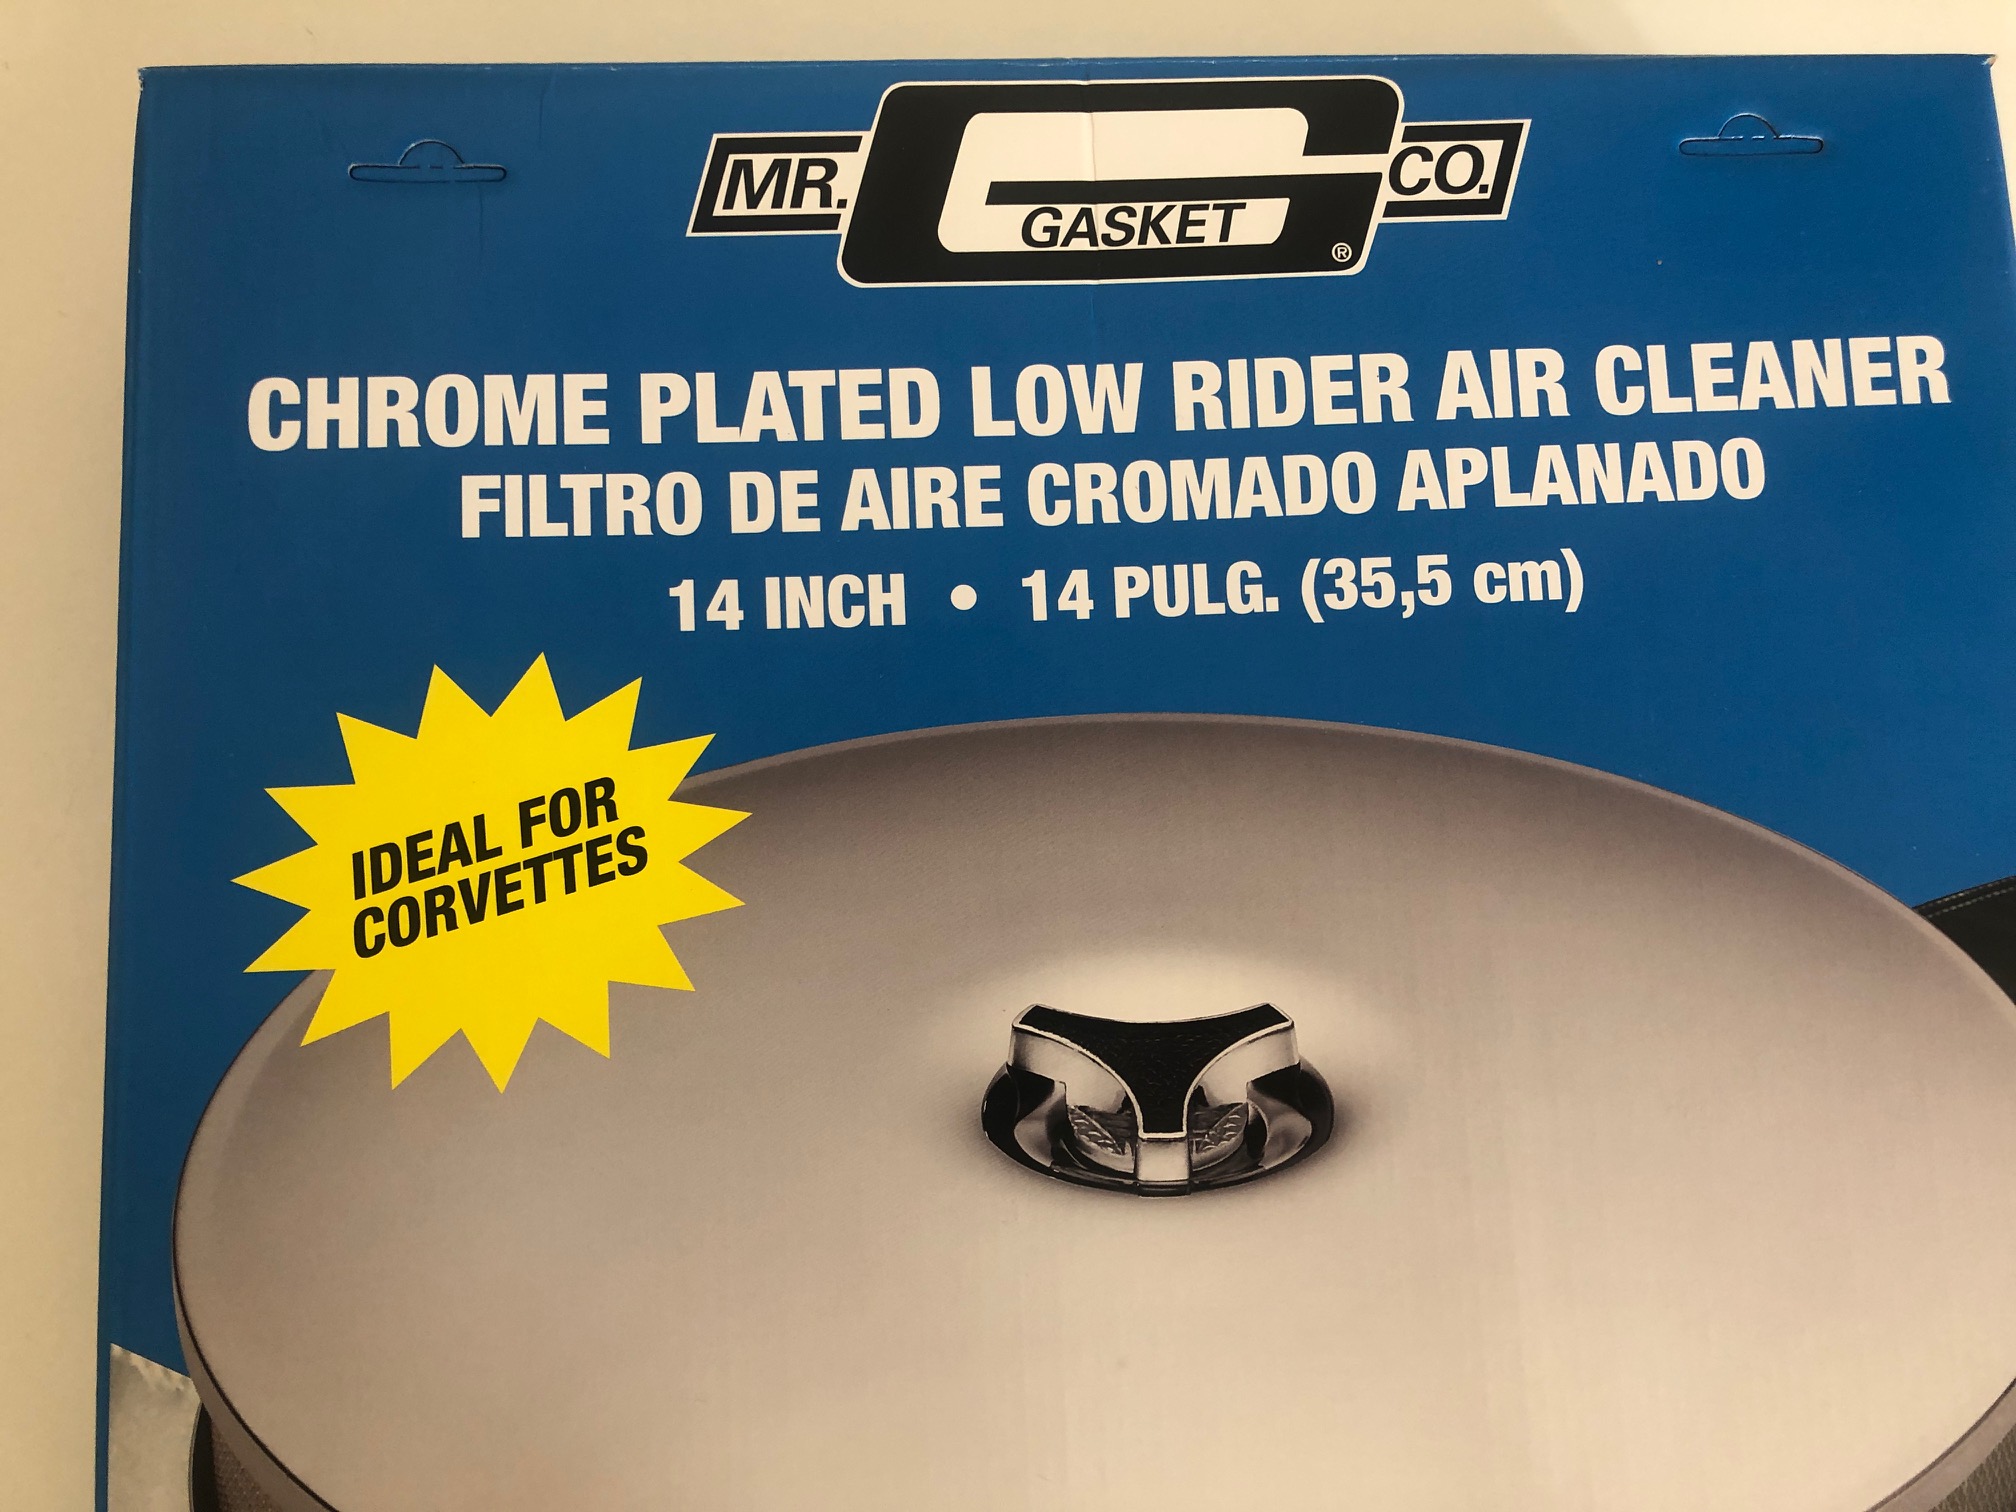 MR. GASKET CO.
®
CHROME PLATED LOW RIDER AIR CLEANER
FILTRO DE AIRE CROMADO APLANADO
14 INCH • 14 PULG. (35,5 cm)
IDEAL FOR
CORVETTES